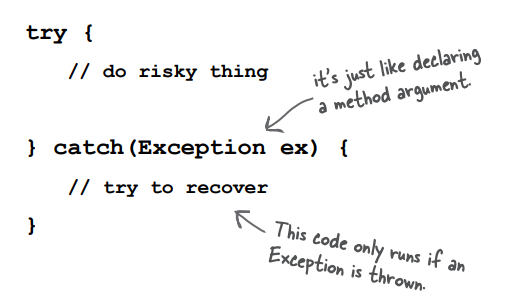 try {
// do risky thing
it's just like declaring
a method argument.
} catch(Exception ex) {
// try to recover
}
This code only runs if an
Exception is thrown.